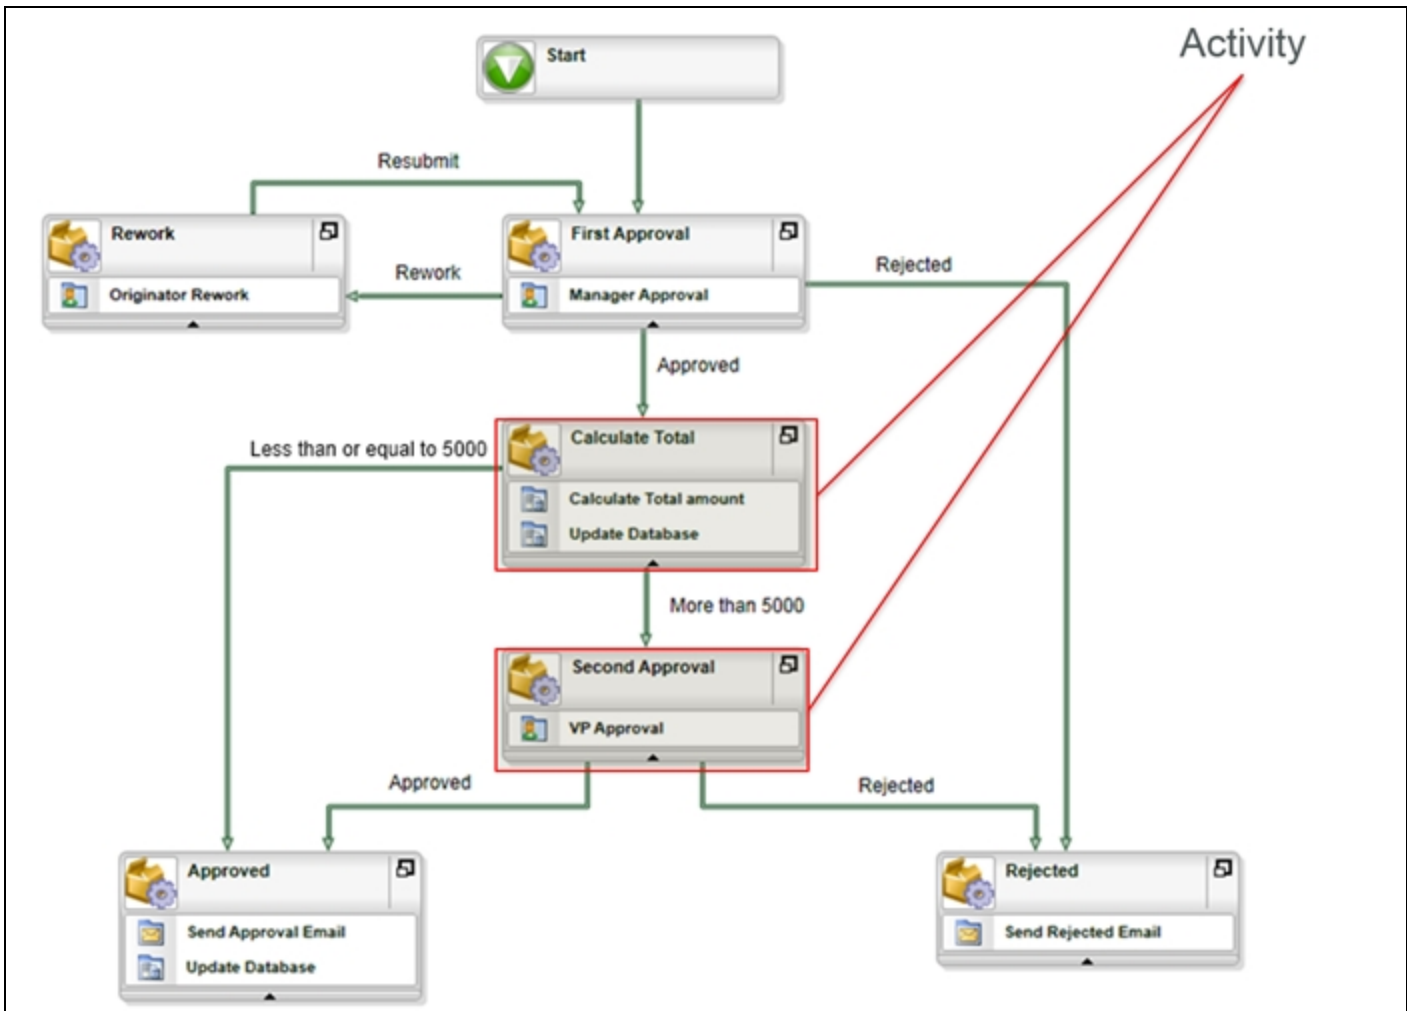 Activity
Start
Resubmit
Rework
First Approval
Rejected
Rework
Originator Rework
Manager Approval
Approved
Calculate Total
Less than or equal to 5000
Calculate Total amount
Update Database
More than 5000
Second Approval
VP Approval
Approved
Rejected
Approved
Rejected
Send Approval Email
Send Rejected Email
Update Database